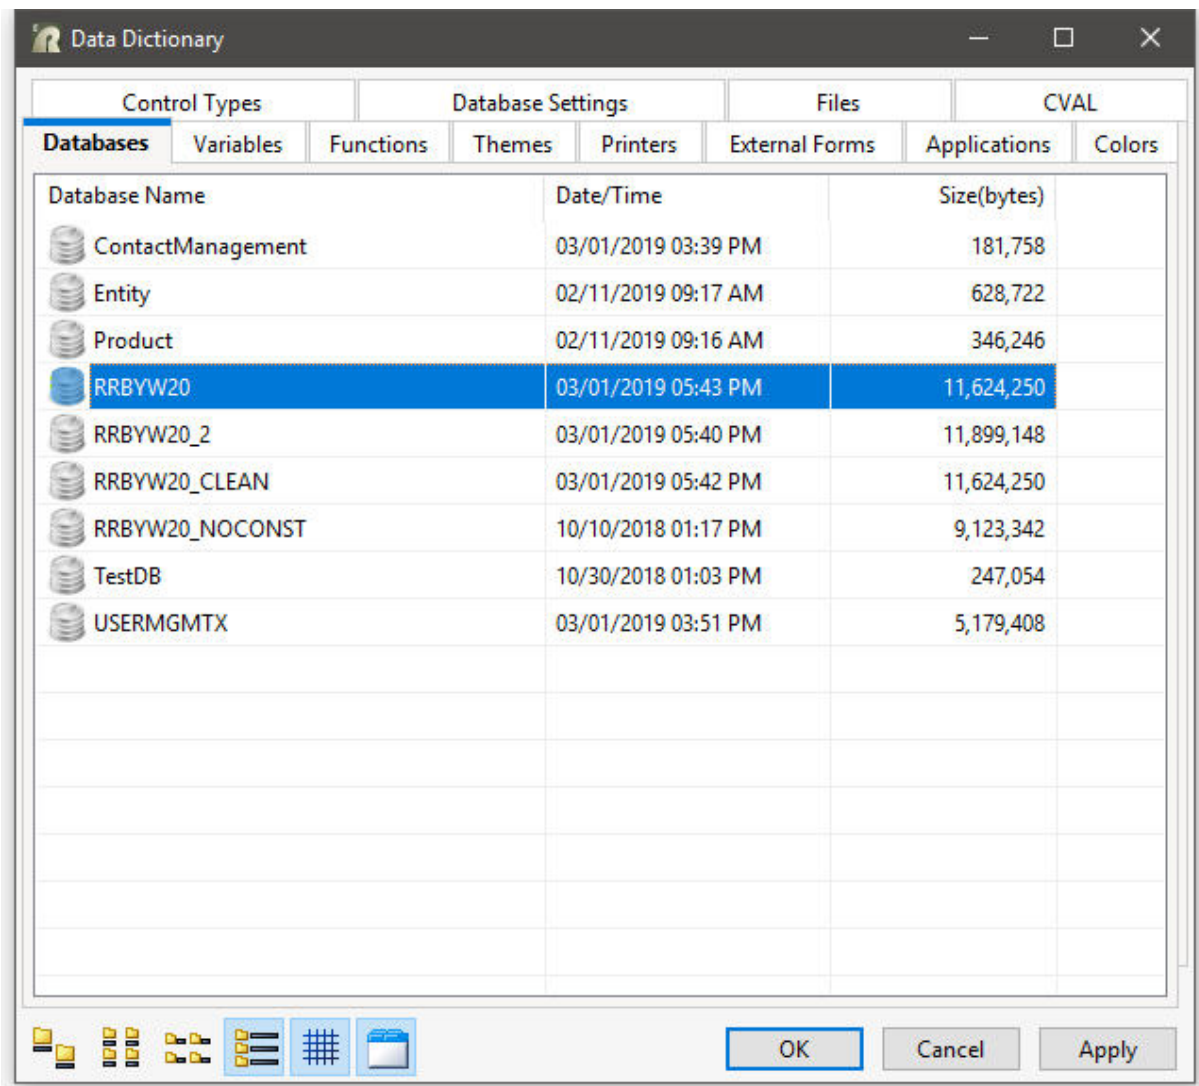 Data Dictionary
Control Types Database Settings Files CVAL
Databases Variables Functions Themes Printers External Forms Applications Colors
Database Name Date/Time Size(bytes)
ContactManagement 03/01/2019 03:39 PM 181,758
Entity 02/11/2019 09:17 AM 628,722
Product 02/11/2019 09:16 AM 346,246
RRBYW20 03/01/2019 05:43 PM 11,624,250
RRBYW20_2 03/01/2019 05:40 PM 11,899,148
RRBYW20_CLEAN 03/01/2019 05:42 PM 11,624,250
RRBYW20_NOCONST 10/10/2018 01:17 PM 9,123,342
TestDB 10/30/2018 01:03 PM 247,054
USERMGMTX 03/01/2019 03:51 PM 5,179,408
OK Cancel Apply